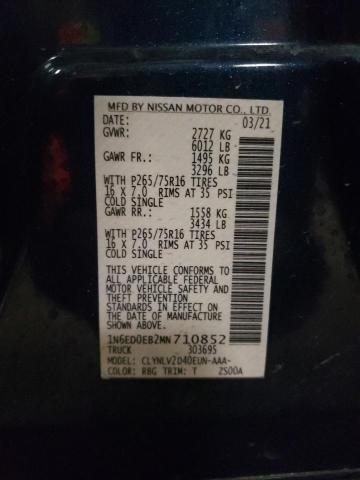 MFD BY NISSAN MOTOR CO., LTD.
DATE: 03/21
GVWR: 2727 KG
6012 LB
GAWR FR.: 1495 KG
3296 LB
WITH P265/75R16 TIRES
16 X 7.0 RIMS AT 35 PSI
COLD SINGLE
GAWR RR.: 1558 KG
3434 LB
WITH P265/75R16 TIRES
16 X 7.0 RIMS AT 35 PSI
COLD SINGLE
THIS VEHICLE CONFORMS TO
ALL APPLICABLE FEDERAL
MOTOR VEHICLE SAFETY AND
THEFT PREVENTION
STANDARDS IN EFFECT ON
THE DATE OF MANUFACTURE
SHOWN ABOVE.
1N6ED0EB2MN710852
TRUCK 303695
MODEL: CLYNLV2D40EUN-AAA-
COLOR: RBG TRIM: T ZS00A